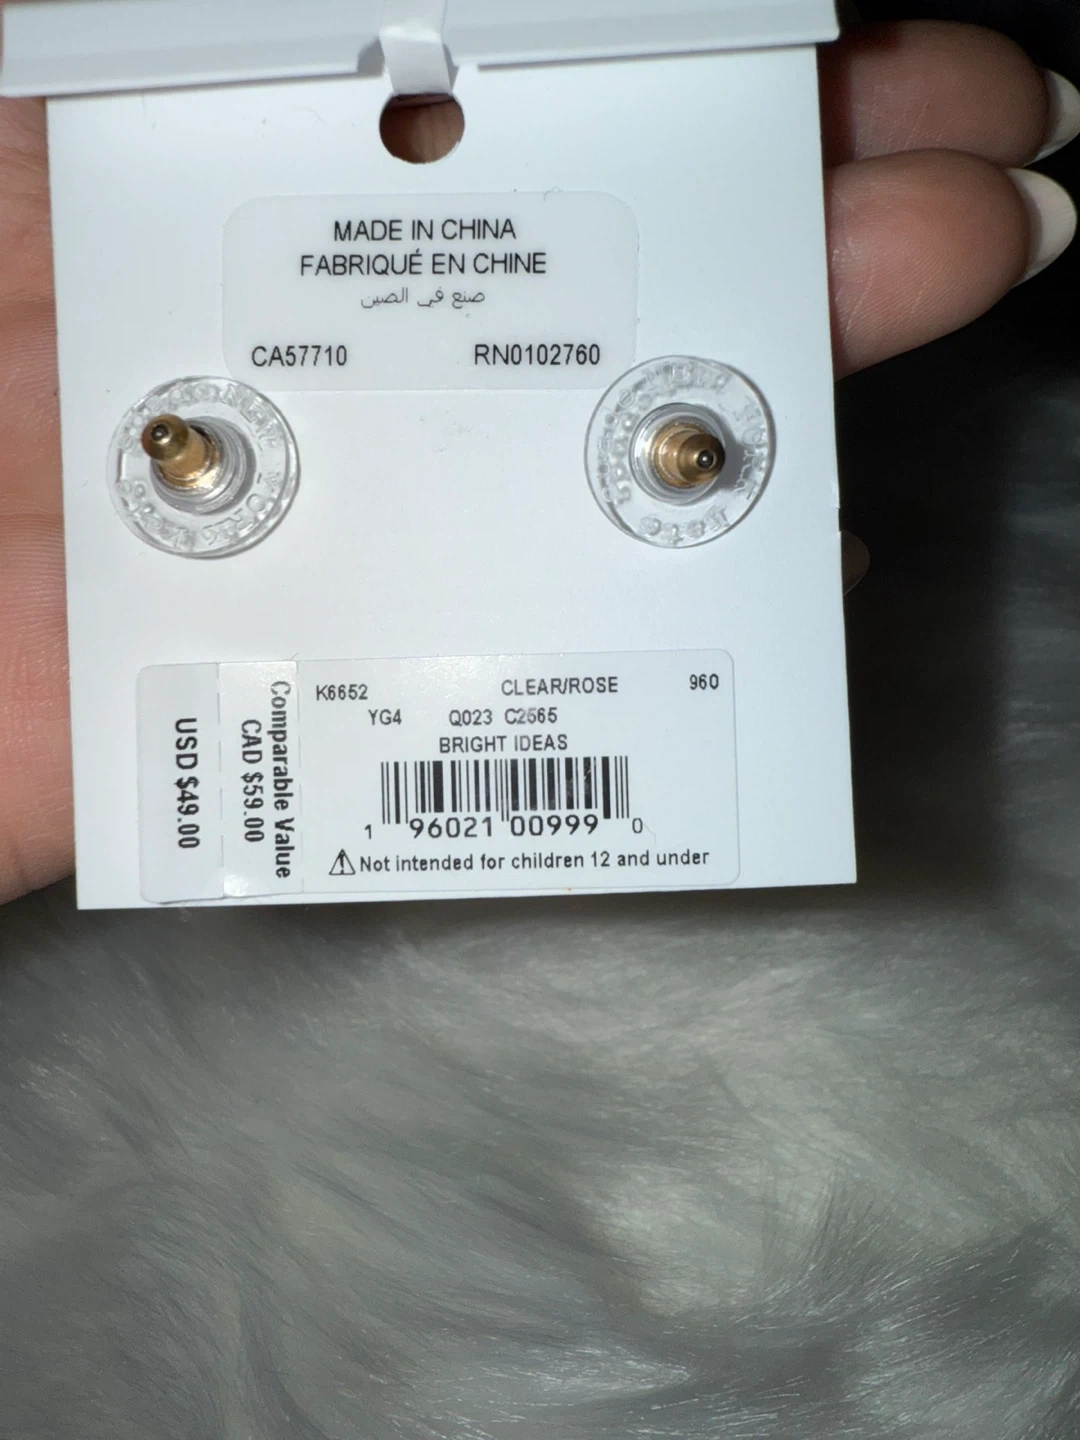 MADE IN CHINA
FABRIQUÉ EN CHINE
صنع في الصين
CA57710 RN0102760
NEW YORK
K6652 CLEAR/ROSE 960
YG4 Q023 C2565
BRIGHT IDEAS
1 96021 00999 0
⚠ Not intended for children 12 and under
Comparable Value
CAD $59.00
USD $49.00